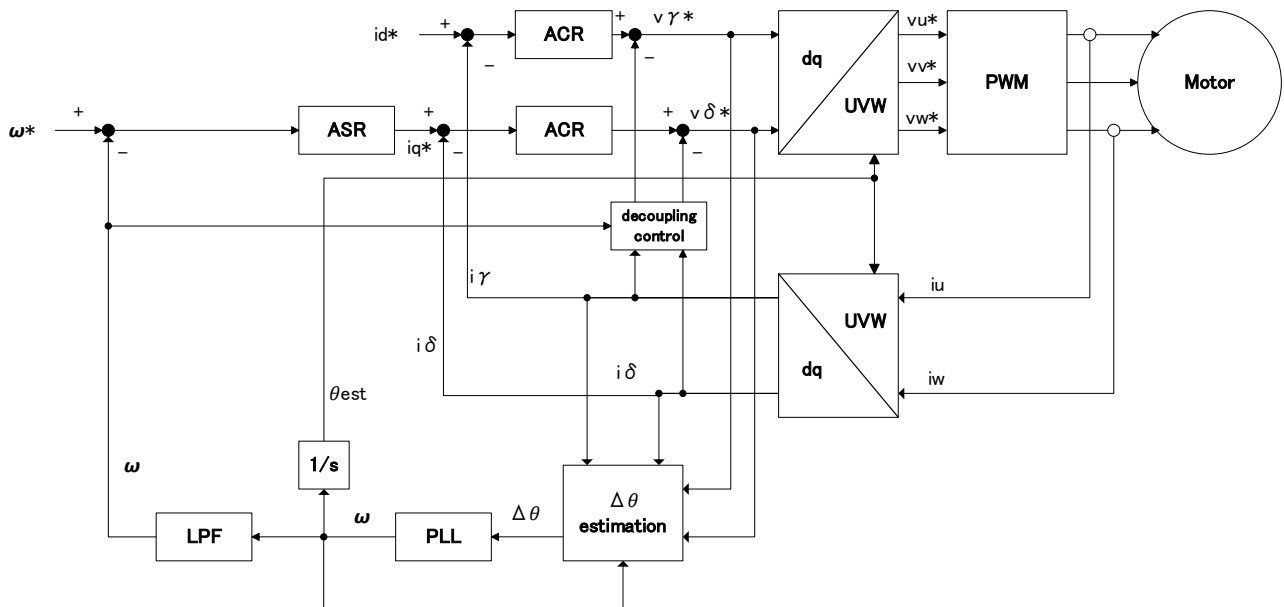 id*
+
−
ACR
+
−
vγ*
dq
UVW
vu*
vv*
vw*
PWM
Motor
ω*
+
−
ASR
iq*
+
−
ACR
+
−
vδ*
decoupling
control
iγ
iδ
iδ
θest
dq
UVW
iu
iw
ω
1/s
LPF
ω
PLL
Δθ
Δθ
estimation